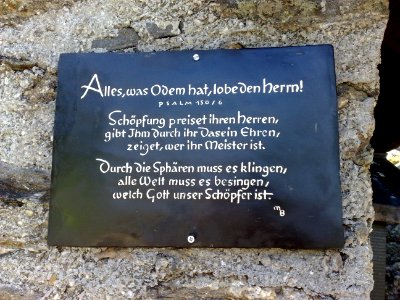 Alles, was Odem hat, lobe den Herrn!
PSALM 150/6
Schöpfung preiset ihren Herren,
gibt Ihm durch ihr Dasein Ehren,
zeiget, wer ihr Meister ist.
Durch die Sphären muss es klingen,
alle Welt muss es besingen,
welch Gott unser Schöpfer ist.
MB